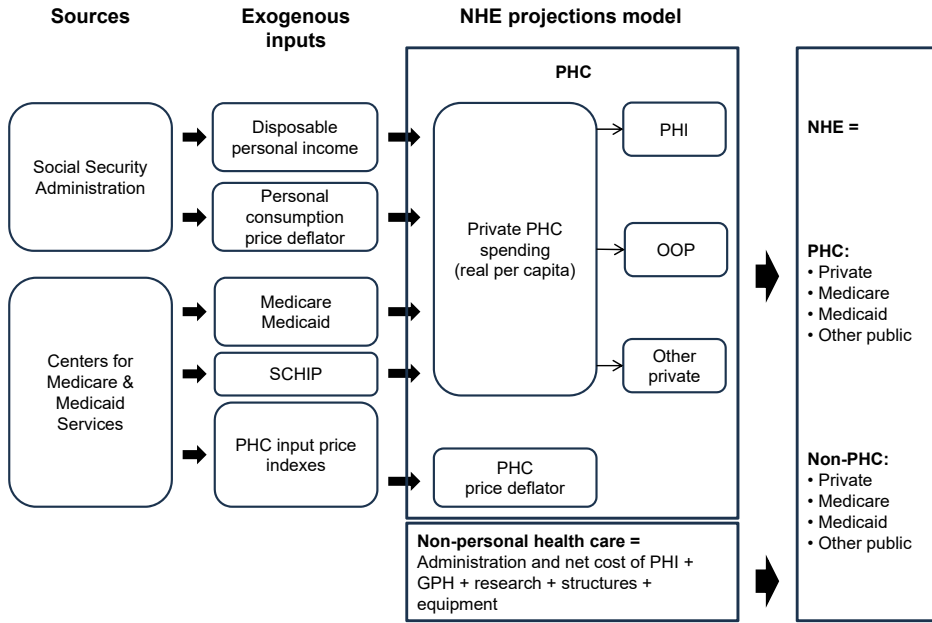 Sources
Exogenous
inputs
NHE projections model
Social Security
Administration
Centers for
Medicare &
Medicaid
Services
Disposable
personal income
Personal
consumption
price deflator
Medicare
Medicaid
SCHIP
PHC input price
indexes
PHC
Private PHC
spending
(real per capita)
PHI
OOP
Other
private
PHC
price deflator
Non-personal health care =
Administration and net cost of PHI +
GPH + research + structures +
equipment
NHE =
PHC:
• Private
• Medicare
• Medicaid
• Other public
Non-PHC:
• Private
• Medicare
• Medicaid
• Other public